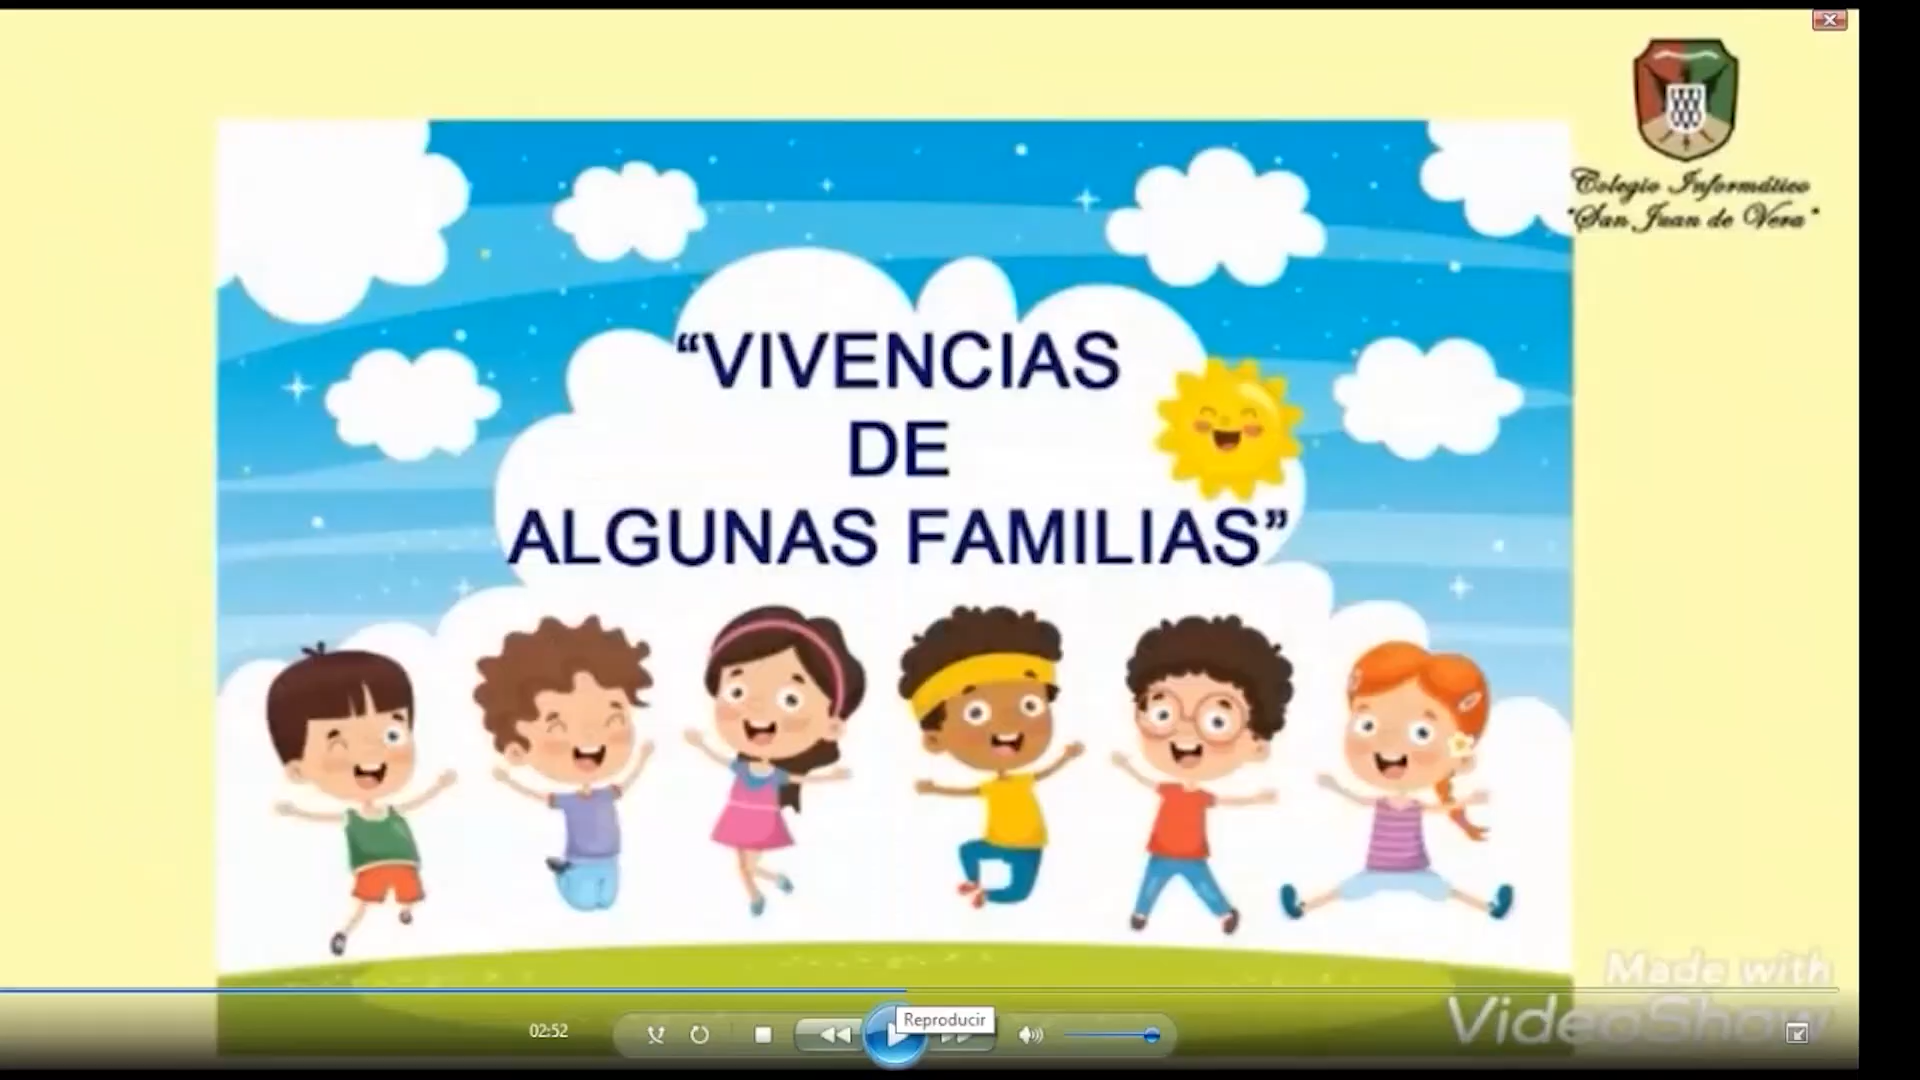 Colegio Informático
"San Juan de Vera"
“VIVENCIAS
DE
ALGUNAS FAMILIAS”
Made with
VideoShow
02:52
Reproducir